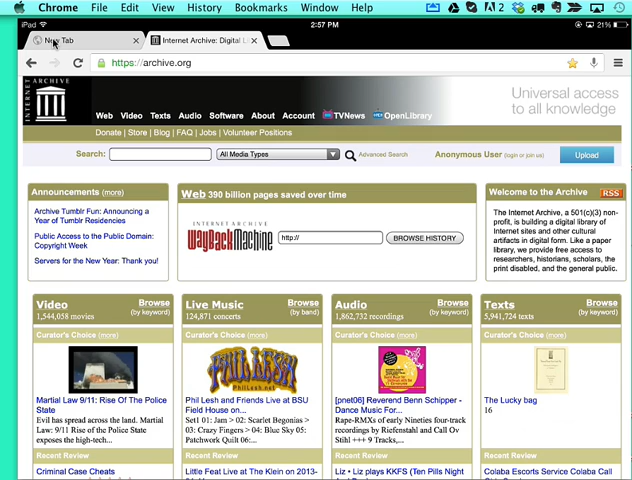 Chrome File Edit View History Bookmarks Window Help
iPad 2:57 PM 21%
New Tab Internet Archive: Digital L
https://archive.org
INTERNET ARCHIVE
Universal access
to all knowledge
Web Video Texts Audio Software About Account TVNews OpenLibrary
Donate | Store | Blog | FAQ | Jobs | Volunteer Positions
Search: All Media Types Advanced Search Anonymous User (login or join us) Upload
Announcements (more)
Archive Tumblr Fun: Announcing a
Year of Tumblr Residencies
Public Access to the Public Domain:
Copyright Week
Servers for the New Year: Thank you!
Web 390 billion pages saved over time
INTERNET ARCHIVE
WayBackMachine
http://
BROWSE HISTORY
Welcome to the Archive RSS
The Internet Archive, a 501(c)(3) non-
profit, is building a digital library of
Internet sites and other cultural
artifacts in digital form. Like a paper
library, we provide free access to
researchers, historians, scholars, the
print disabled, and the general public.
Video Browse
1,544,058 movies (by keyword)
Curator's Choice (more)
Martial Law 9/11: Rise Of The Police
State
Evil has spread across the land. Martial
Law: 9/11 Rise of the Police State
exposes the high-tech...
Recent Review
Criminal Case Cheats
Live Music Browse
124,871 concerts (by band)
Curator's Choice (more)
PHIL LESH
PhilLesh.net
Phil Lesh and Friends Live at BSU
Field House on...
Set1 01: Jam > 02: Scarlet Begonias >
03: Crazy Fingers > 04: Blue Sky 05:
Patchwork Quilt 06:...
Recent Review
Little Feat Live at The Klein on 2013-
Audio Browse
1,862,732 recordings (by keyword)
Curator's Choice (more)
[pnet06] Reverend Benn Schipper -
Dance Music For...
Rape-RMXs of early Nineties four-track
recordings by Riefenstahl and Call Ov
Stihl +++ 9 Tracks,...
Recent Review
Liz • Liz plays KKFS (Ten Pills Night
Texts Browse
5,941,724 texts (by keyword)
Curator's Choice (more)
The Lucky bag
16
Recent Review
Colaba Escorts Service Colaba Call